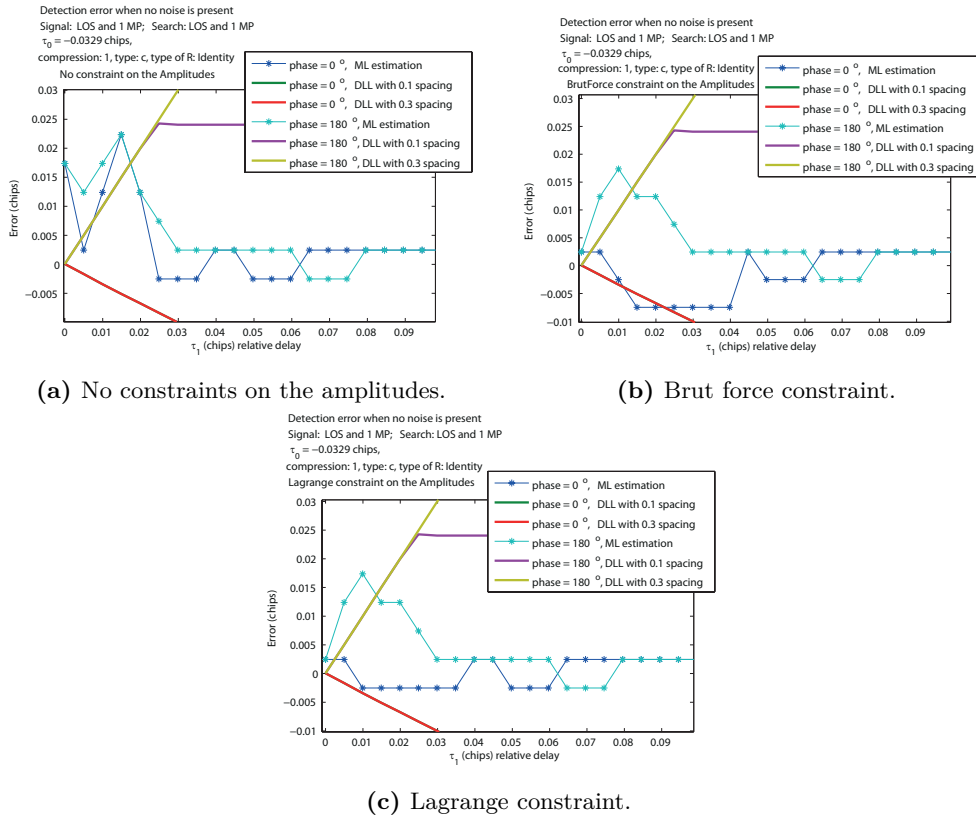 Detection error when no noise is present
Signal: LOS and 1 MP; Search: LOS and 1 MP
τ0 = −0.0329 chips,
compression: 1, type: c, type of R: Identity
No constraint on the Amplitudes
phase = 0 °, ML estimation
phase = 0 °, DLL with 0.1 spacing
phase = 0 °, DLL with 0.3 spacing
phase = 180 °, ML estimation
phase = 180 °, DLL with 0.1 spacing
phase = 180 °, DLL with 0.3 spacing
0.03
0.025
0.02
0.015
0.01
0.005
0
−0.005
Error (chips)
0 0.01 0.02 0.03 0.04 0.05 0.06 0.07 0.08 0.09
τ1 (chips) relative delay
(a) No constraints on the amplitudes.
Detection error when no noise is present
Signal: LOS and 1 MP; Search: LOS and 1 MP
τ0 = −0.0329 chips,
compression: 1, type: c, type of R: Identity
BrutForce constraint on the Amplitudes
phase = 0 °, ML estimation
phase = 0 °, DLL with 0.1 spacing
phase = 0 °, DLL with 0.3 spacing
phase = 180 °, ML estimation
phase = 180 °, DLL with 0.1 spacing
phase = 180 °, DLL with 0.3 spacing
0.03
0.025
0.02
0.015
0.01
0.005
0
−0.005
−0.01
Error (chips)
0 0.01 0.02 0.03 0.04 0.05 0.06 0.07 0.08 0.09
τ1 (chips) relative delay
(b) Brut force constraint.
Detection error when no noise is present
Signal: LOS and 1 MP; Search: LOS and 1 MP
τ0 = −0.0329 chips,
compression: 1, type: c, type of R: Identity
Lagrange constraint on the Amplitudes
phase = 0 °, ML estimation
phase = 0 °, DLL with 0.1 spacing
phase = 0 °, DLL with 0.3 spacing
phase = 180 °, ML estimation
phase = 180 °, DLL with 0.1 spacing
phase = 180 °, DLL with 0.3 spacing
0.03
0.025
0.02
0.015
0.01
0.005
0
−0.005
−0.01
Error (chips)
0 0.01 0.02 0.03 0.04 0.05 0.06 0.07 0.08 0.09
τ1 (chips) relative delay
(c) Lagrange constraint.